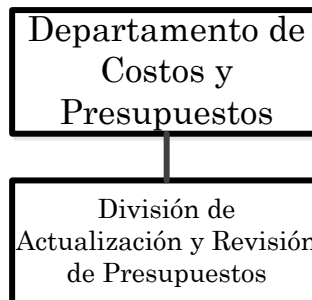 Departamento de
Costos y
Presupuestos
División de
Actualización y Revisión
de Presupuestos